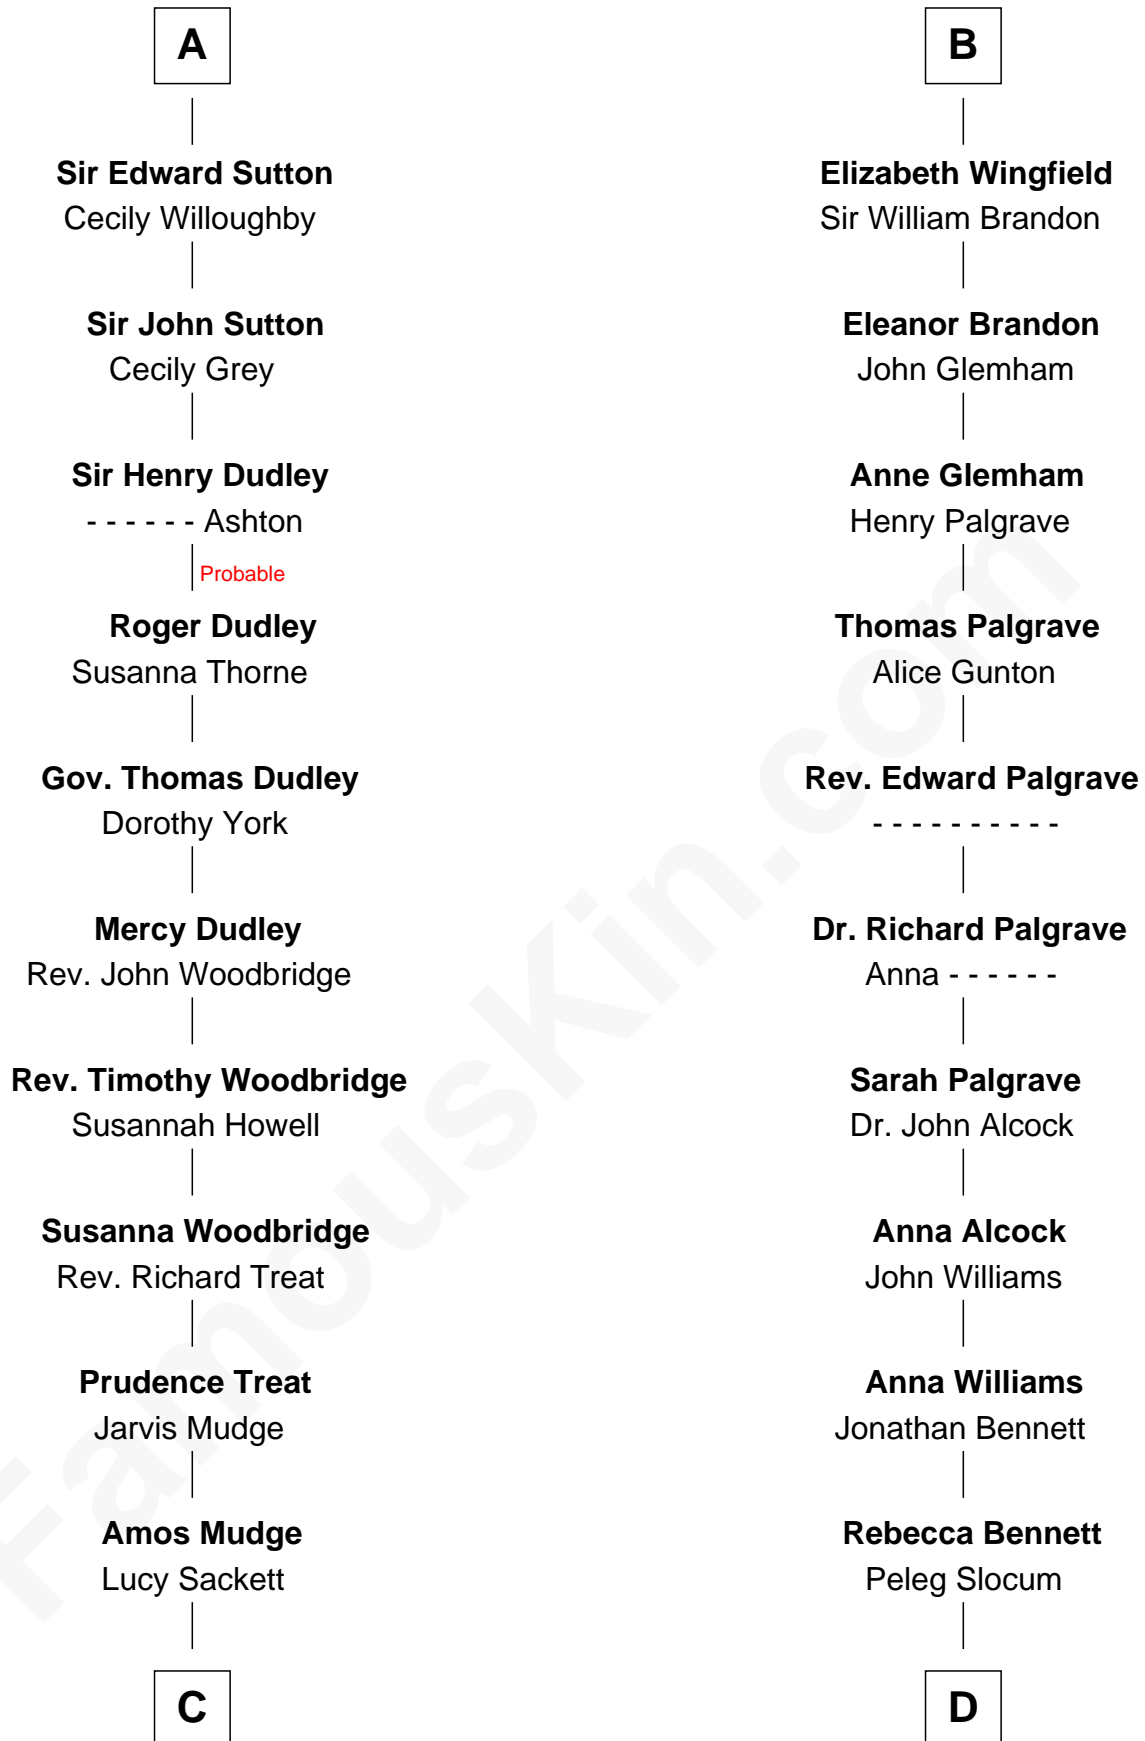 A
Sir Edward Sutton
Cecily Willoughby
Sir John Sutton
Cecily Grey
Sir Henry Dudley
- - - - - - Ashton
Probable
Roger Dudley
Susanna Thorne
Gov. Thomas Dudley
Dorothy York
Mercy Dudley
Rev. John Woodbridge
Rev. Timothy Woodbridge
Susannah Howell
Susanna Woodbridge
Rev. Richard Treat
Prudence Treat
Jarvis Mudge
Amos Mudge
Lucy Sackett
C
B
Elizabeth Wingfield
Sir William Brandon
Eleanor Brandon
John Glemham
Anne Glemham
Henry Palgrave
Thomas Palgrave
Alice Gunton
Rev. Edward Palgrave
- - - - - - - - - -
Dr. Richard Palgrave
Anna - - - - - -
Sarah Palgrave
Dr. John Alcock
Anna Alcock
John Williams
Anna Williams
Jonathan Bennett
Rebecca Bennett
Peleg Slocum
D
FamousKin.com